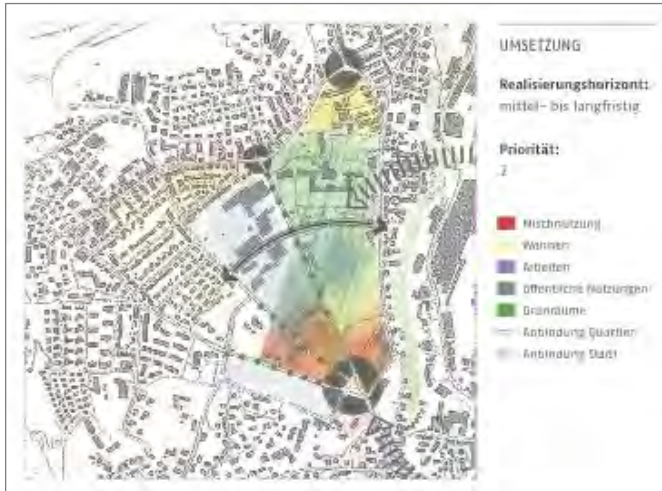 UMSETZUNG
Realisierungshorizont:
mittel- bis langfristig
Priorität:
2
Mischnutzung
Wohnen
Arbeiten
öffentliche Nutzungen
Grünräume
Anbindung Quartier
Anbindung Stadt